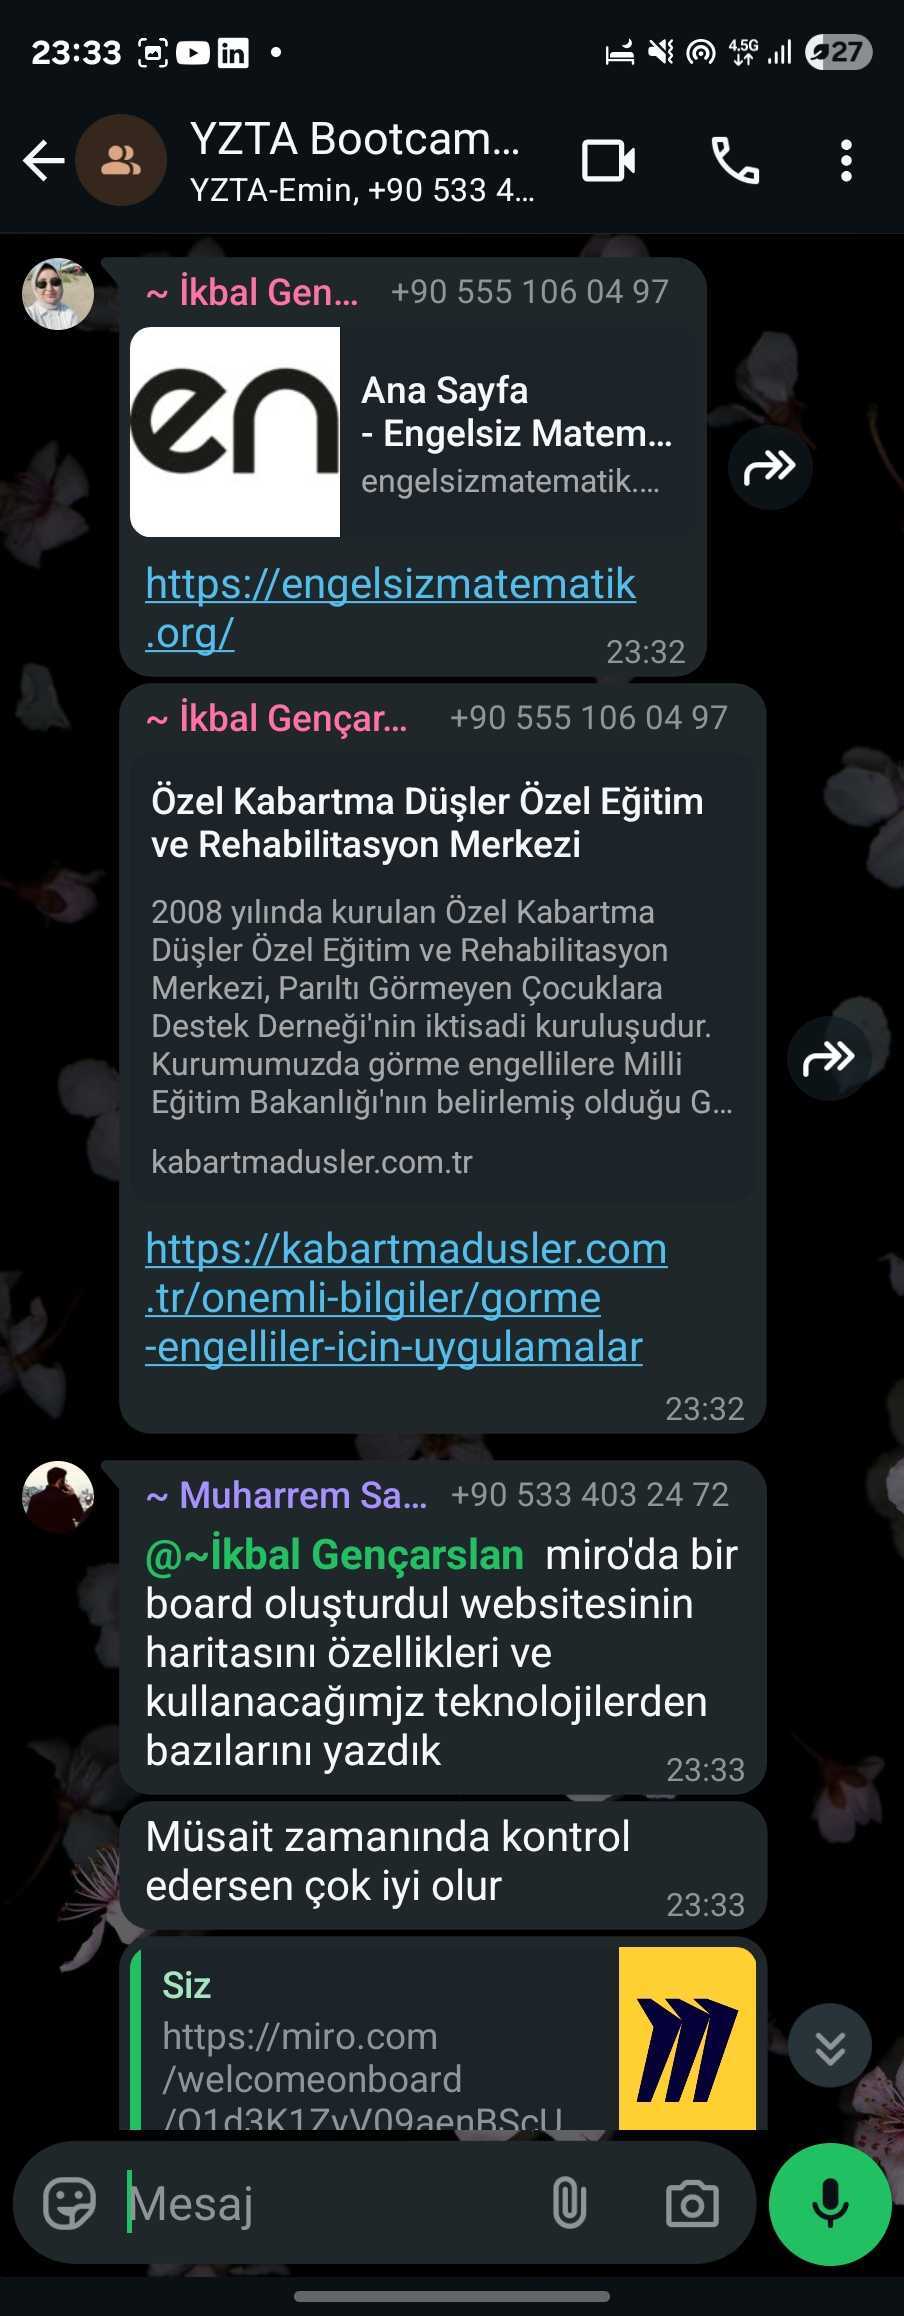 23:33
4.5G
27
YZTA Bootcam...
YZTA-Emin, +90 533 4...
~ İkbal Gen... +90 555 106 04 97
en
Ana Sayfa
- Engelsiz Matem...
engelsizmatematik....
https://engelsizmatematik
.org/
23:32
~ İkbal Gençar... +90 555 106 04 97
Özel Kabartma Düşler Özel Eğitim
ve Rehabilitasyon Merkezi
2008 yılında kurulan Özel Kabartma
Düşler Özel Eğitim ve Rehabilitasyon
Merkezi, Parıltı Görmeyen Çocuklara
Destek Derneği'nin iktisadi kuruluşudur.
Kurumumuzda görme engellilere Milli
Eğitim Bakanlığı'nın belirlemiş olduğu G...
kabartmadusler.com.tr
https://kabartmadusler.com
.tr/onemli-bilgiler/gorme
-engelliler-icin-uygulamalar
23:32
~ Muharrem Sa... +90 533 403 24 72
@~İkbal Gençarslan miro'da bir
board oluşturdul websitesinin
haritasını özellikleri ve
kullanacağımjz teknolojilerden
bazılarını yazdık
23:33
Müsait zamanında kontrol
edersen çok iyi olur
23:33
Siz
https://miro.com
/welcomeonboard
Mesaj